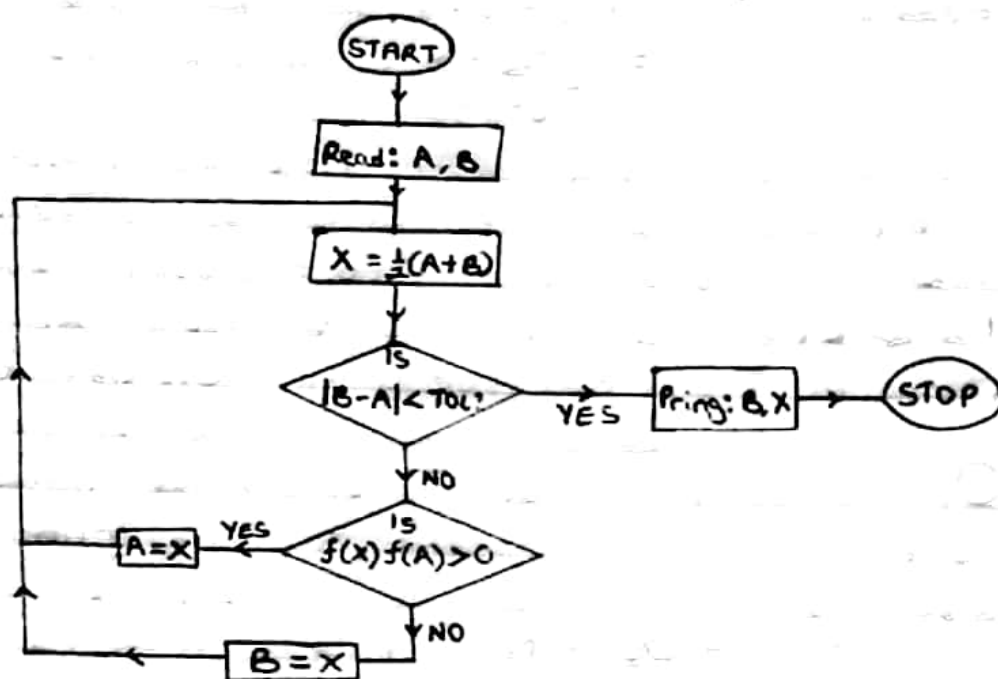 START
Read: A, B
X = ½(A+B)
Is
|B-A| < TOL?
YES
Pring: B, X
STOP
NO
Is
f(X) f(A) > 0
YES
A = X
NO
B = X